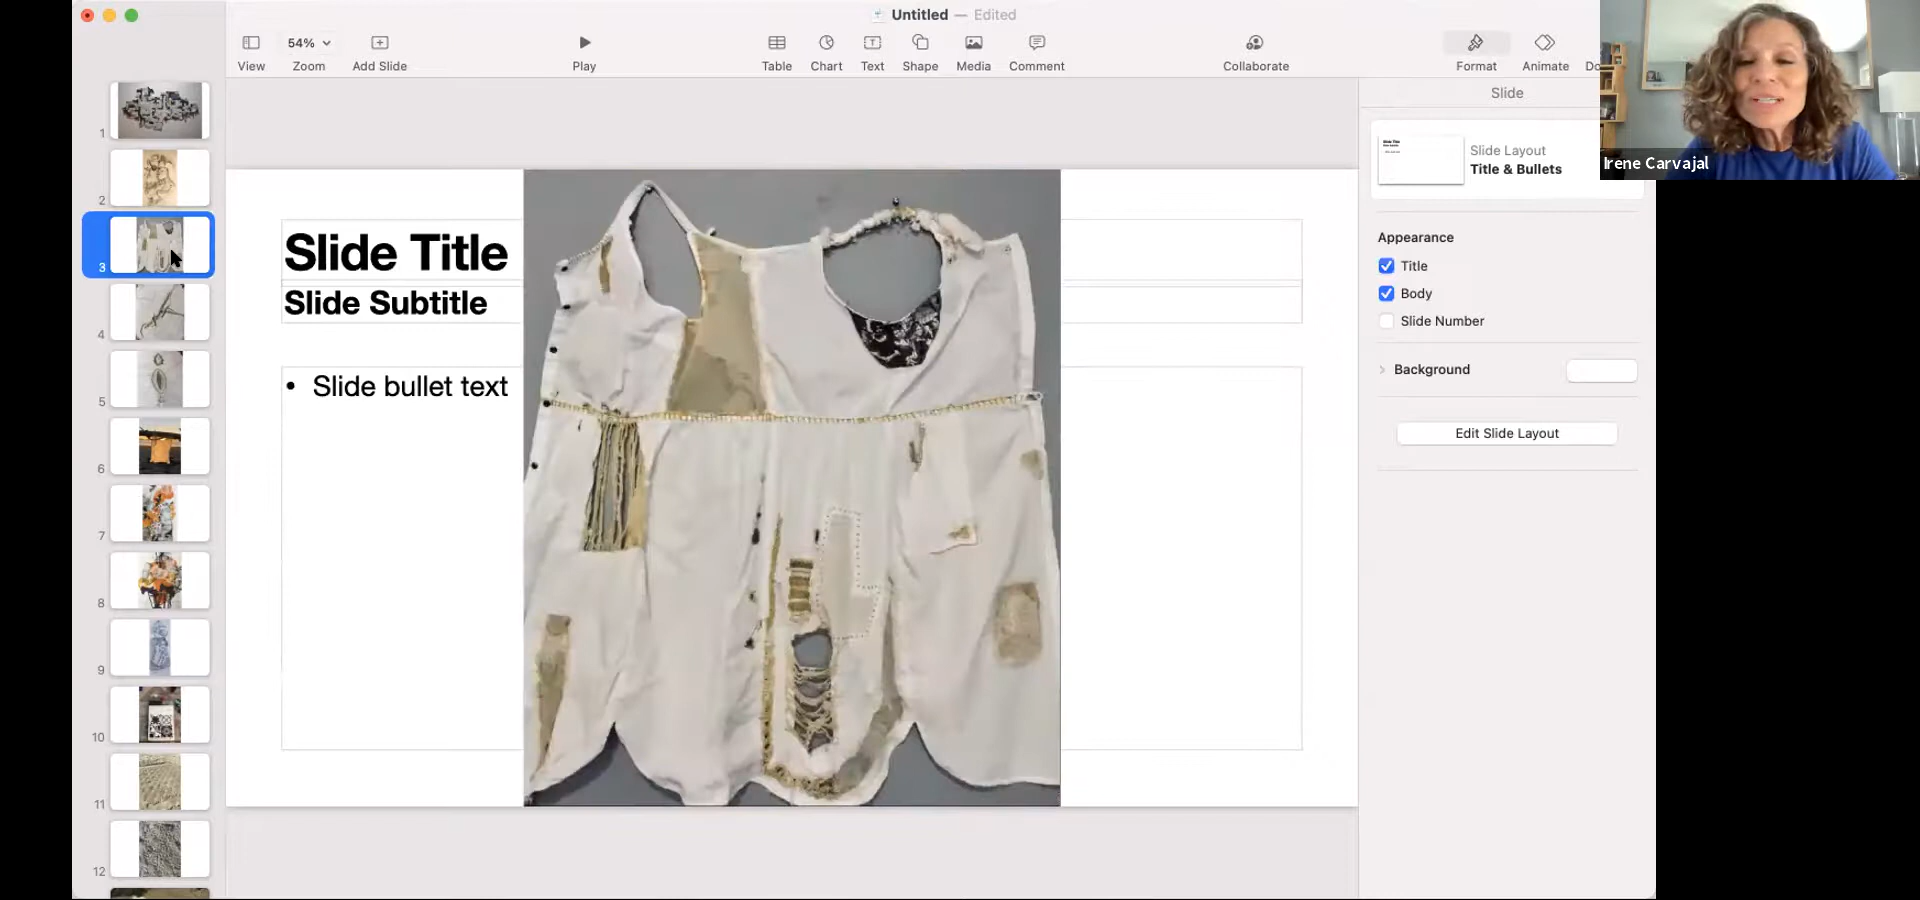 Untitled — Edited
View
54%
Zoom
Add Slide
Play
Table
Chart
Text
Shape
Media
Comment
Collaborate
Format
Animate
Slide
Slide Layout
Title & Bullets
Appearance
Title
Body
Slide Number
Background
Edit Slide Layout
1
2
3
4
5
6
7
8
9
10
11
12
Slide Title
Slide Subtitle
• Slide bullet text
Irene Carvajal